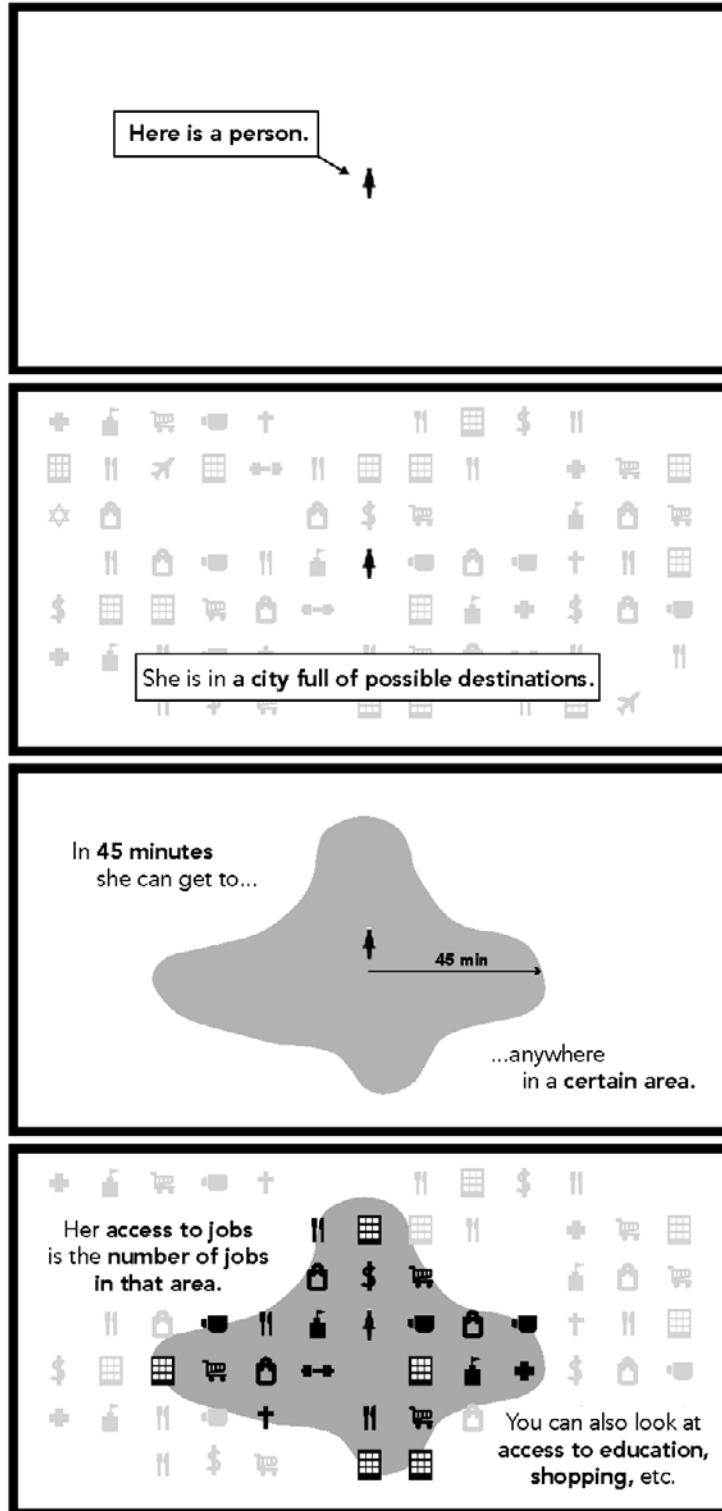 Here is a person.
She is in a city full of possible destinations.
In 45 minutes
she can get to...
45 min
...anywhere
in a certain area.
Her access to jobs
is the number of jobs
in that area.
You can also look at
access to education,
shopping, etc.